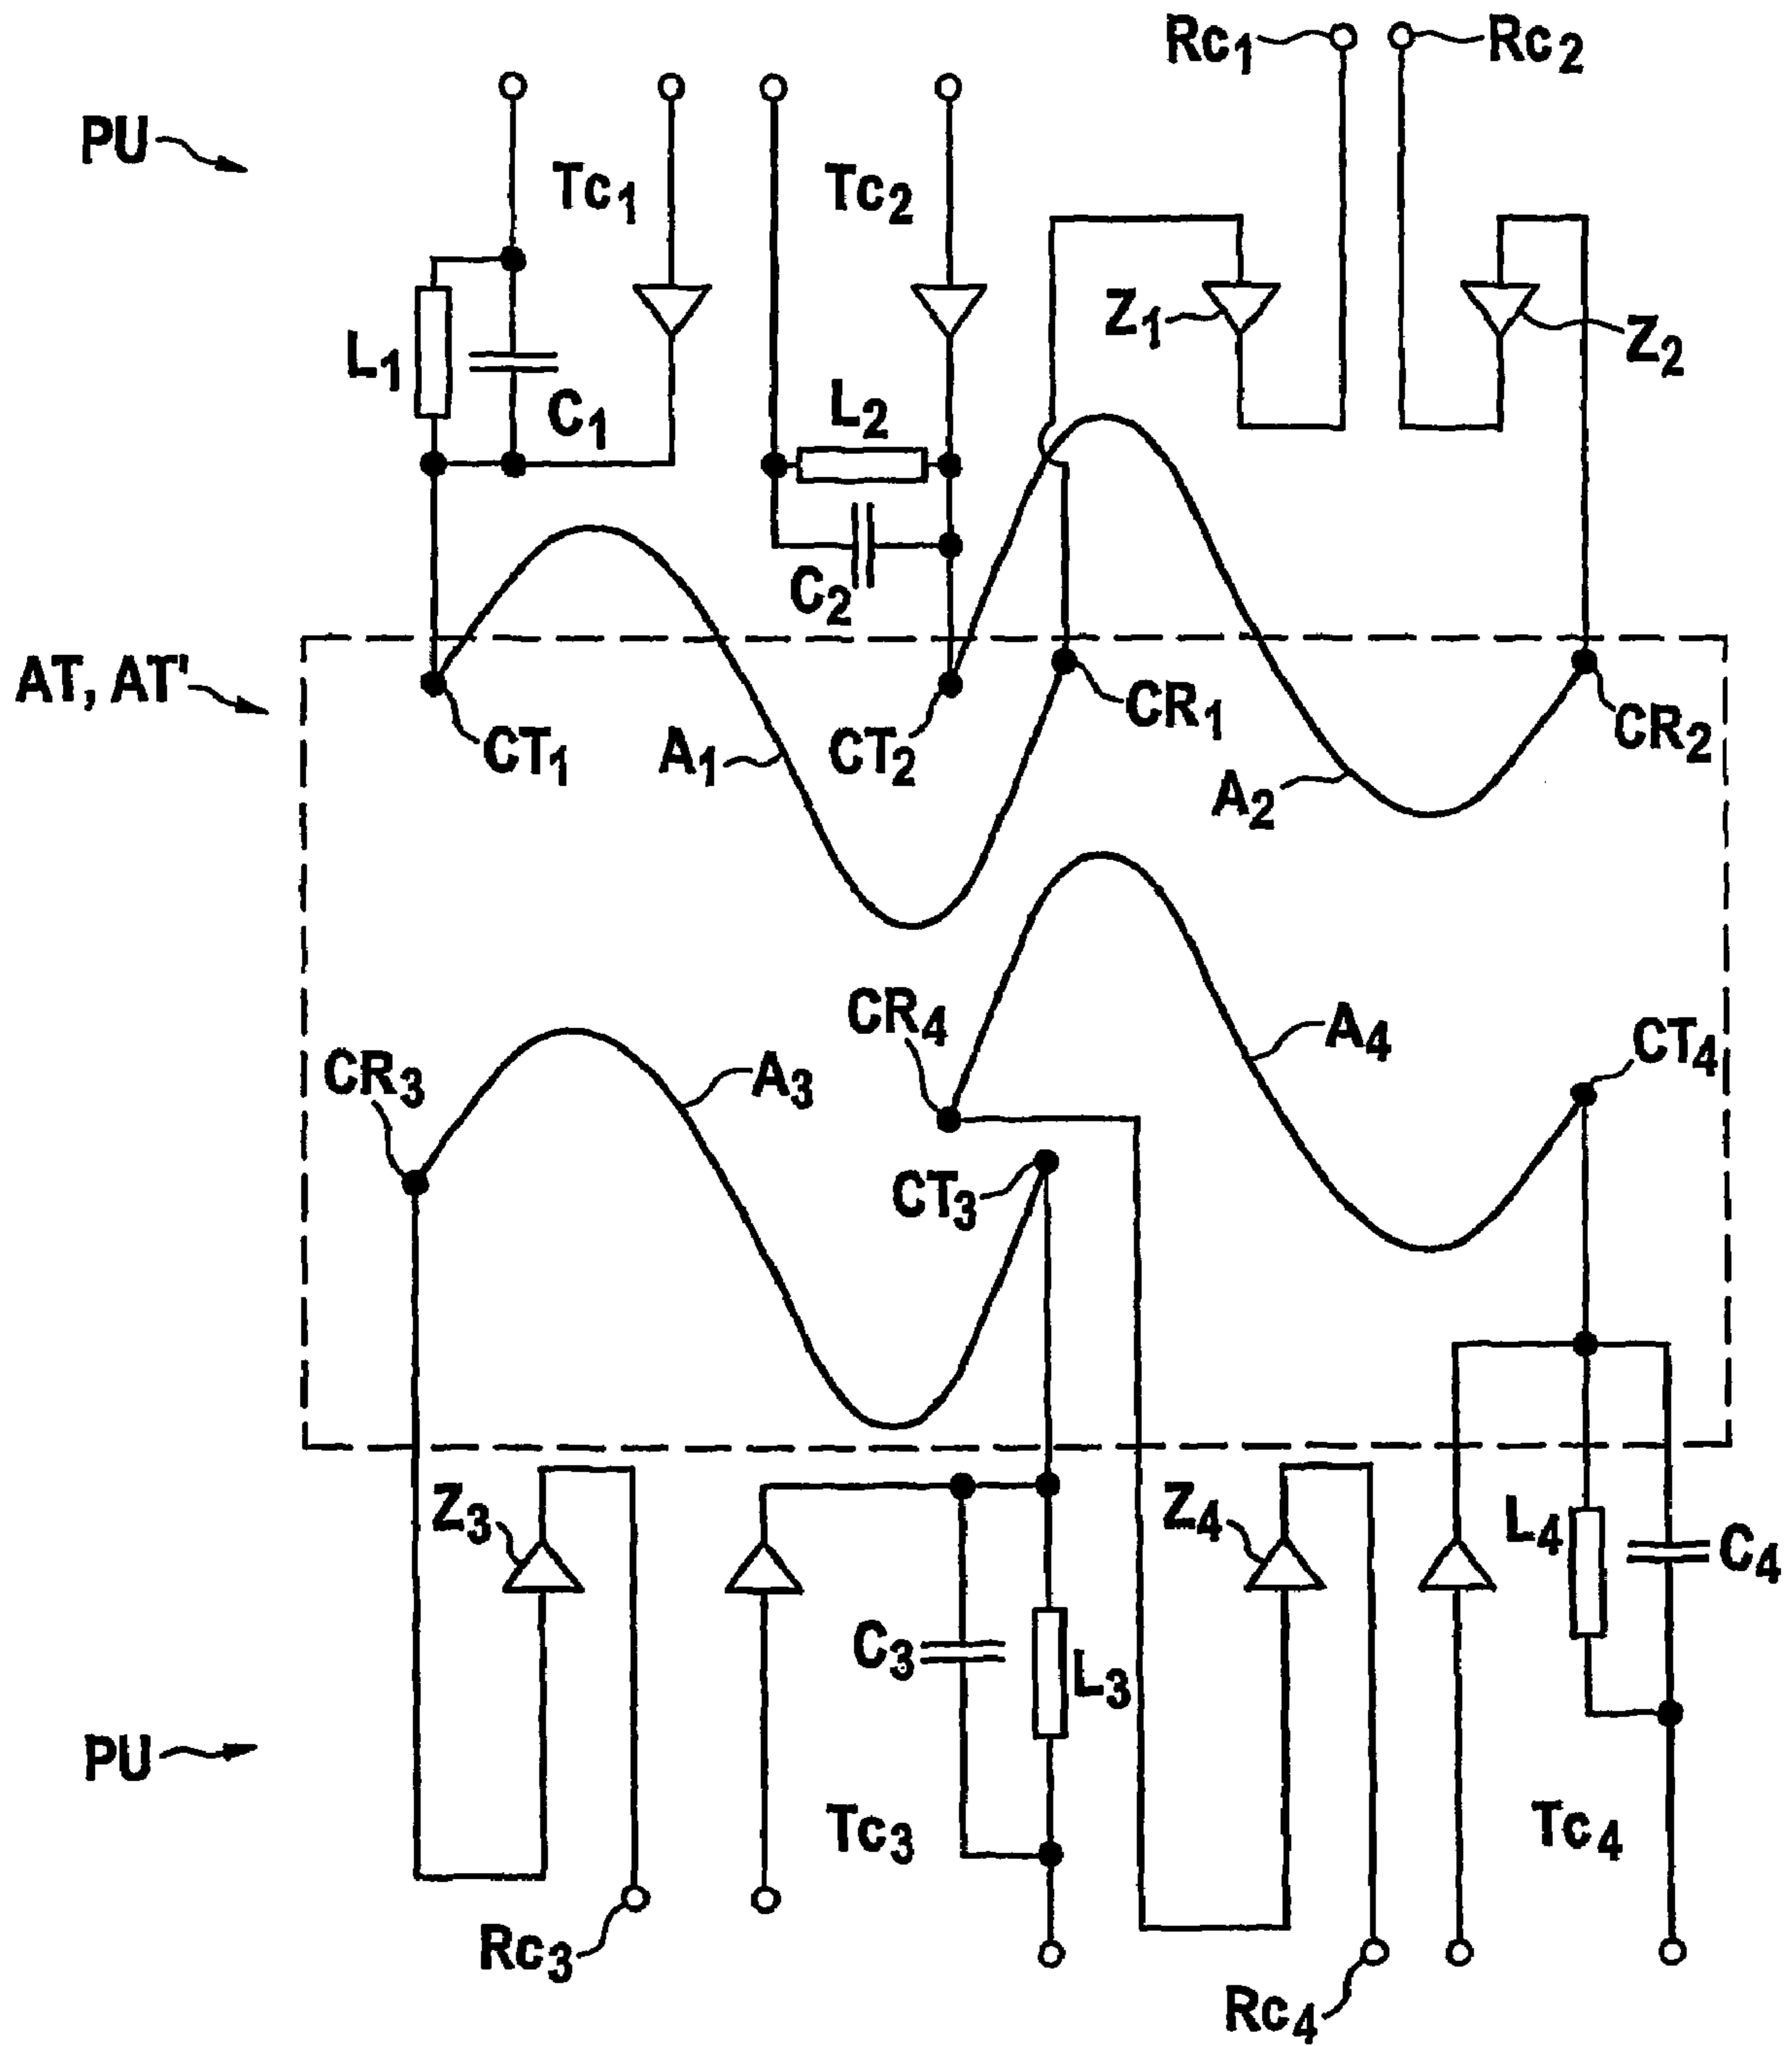 Rc1 Rc2
PU
Tc1 Tc2
L1 C1 L2 Z1 Z2
C2
AT, AT'
CT1 A1 CT2 CR1 CR2
A2
CR4 A4 CT4
CR3 A3
CT3
Z3 Z4 L4 C4
C3 L3
PU
Tc3 Tc4
Rc3
Rc4